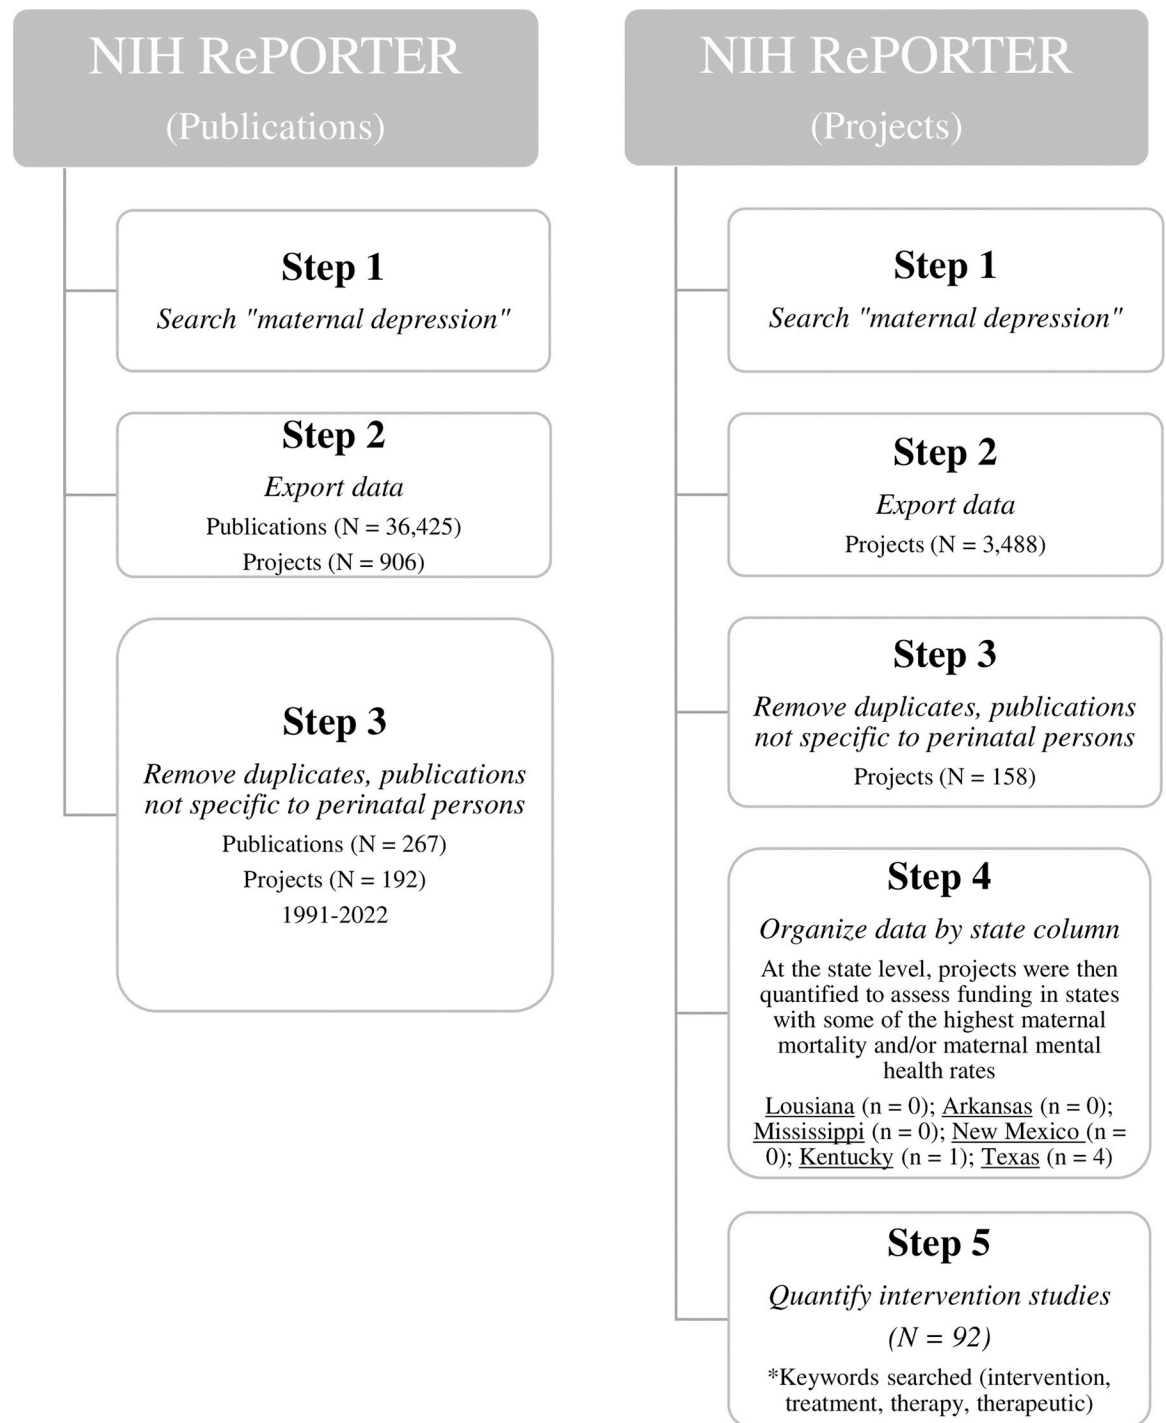 NIH RePORTER
(Publications)
Step 1
Search "maternal depression"
Step 2
Export data
Publications (N = 36,425)
Projects (N = 906)
Step 3
Remove duplicates, publications
not specific to perinatal persons
Publications (N = 267)
Projects (N = 192)
1991-2022
NIH RePORTER
(Projects)
Step 1
Search "maternal depression"
Step 2
Export data
Projects (N = 3,488)
Step 3
Remove duplicates, publications
not specific to perinatal persons
Projects (N = 158)
Step 4
Organize data by state column
At the state level, projects were then
quantified to assess funding in states
with some of the highest maternal
mortality and/or maternal mental
health rates
Lousiana (n = 0); Arkansas (n = 0);
Mississippi (n = 0); New Mexico (n =
0); Kentucky (n = 1); Texas (n = 4)
Step 5
Quantify intervention studies
(N = 92)
*Keywords searched (intervention,
treatment, therapy, therapeutic)